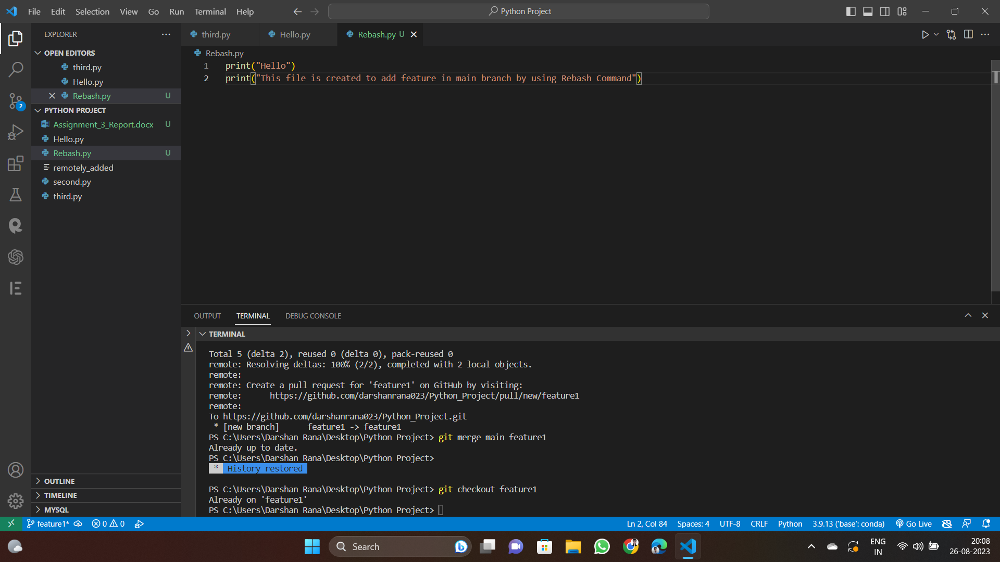 File Edit Selection View Go Run Terminal Help
Python Project
EXPLORER
OPEN EDITORS
third.py
Hello.py
Rebash.py U
PYTHON PROJECT
Assignment_3_Report.docx U
Hello.py
Rebash.py U
remotely_added
second.py
third.py
OUTLINE
TIMELINE
MYSQL
2
third.py Hello.py Rebash.py U
Rebash.py
1 print("Hello")
2 print("This file is created to add feature in main branch by using Rebash Command")
OUTPUT TERMINAL DEBUG CONSOLE
TERMINAL
Total 5 (delta 2), reused 0 (delta 0), pack-reused 0
remote: Resolving deltas: 100% (2/2), completed with 2 local objects.
remote:
remote: Create a pull request for 'feature1' on GitHub by visiting:
remote:      https://github.com/darshanrana023/Python_Project/pull/new/feature1
remote:
To https://github.com/darshanrana023/Python_Project.git
 * [new branch]      feature1 -> feature1
PS C:\Users\Darshan Rana\Desktop\Python Project> git merge main feature1
Already up to date.
PS C:\Users\Darshan Rana\Desktop\Python Project>
 *  History restored
PS C:\Users\Darshan Rana\Desktop\Python Project> git checkout feature1
Already on 'feature1'
PS C:\Users\Darshan Rana\Desktop\Python Project>
feature1* 0 0 Ln 2, Col 84 Spaces: 4 UTF-8 CRLF Python 3.9.13 ('base': conda) Go Live
Search
ENG
IN
20:08
26-08-2023